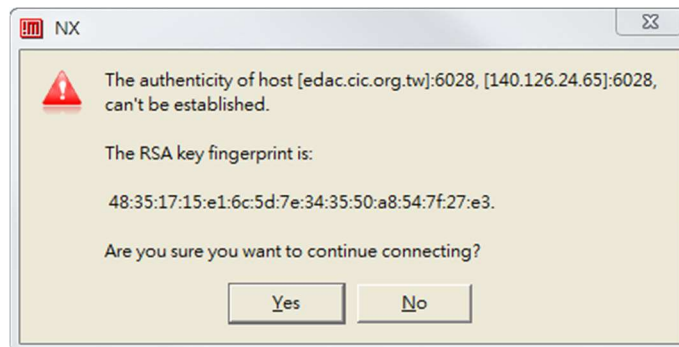 NX
The authenticity of host [edac.cic.org.tw]:6028, [140.126.24.65]:6028,
can't be established.
The RSA key fingerprint is:
48:35:17:15:e1:6c:5d:7e:34:35:50:a8:54:7f:27:e3.
Are you sure you want to continue connecting?
Yes No